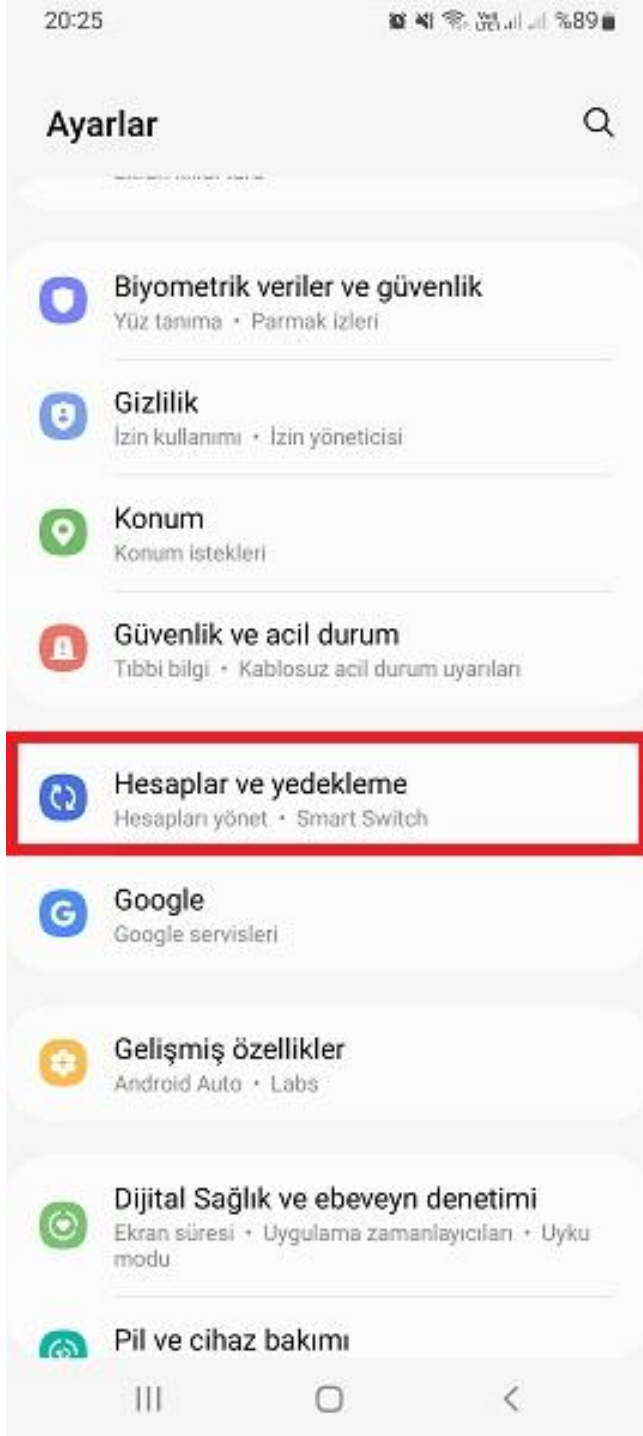 20:25
%89
Ayarlar
Biyometrik veriler ve güvenlik
Yüz tanıma • Parmak izleri
Gizlilik
İzin kullanımı • İzin yöneticisi
Konum
Konum istekleri
Güvenlik ve acil durum
Tıbbi bilgi • Kablosuz acil durum uyarıları
Hesaplar ve yedekleme
Hesapları yönet • Smart Switch
Google
Google servisleri
Gelişmiş özellikler
Android Auto • Labs
Dijital Sağlık ve ebeveyn denetimi
Ekran süresi • Uygulama zamanlayıcıları • Uyku
modu
Pil ve cihaz bakımı